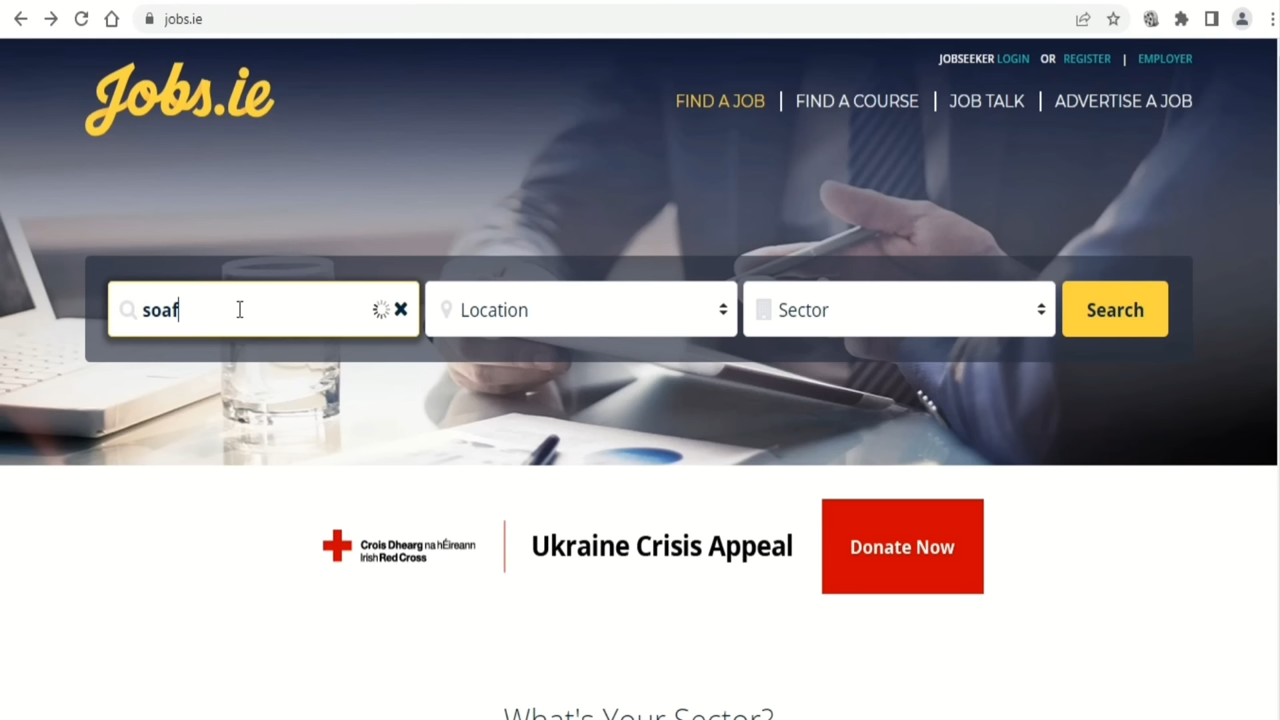 jobs.ie
JOBSEEKER LOGIN OR REGISTER | EMPLOYER
Jobs.ie
FIND A JOB | FIND A COURSE | JOB TALK | ADVERTISE A JOB
soaf
Location
Sector
Search
Crois Dhearg na hÉireann
Irish Red Cross
Ukraine Crisis Appeal
Donate Now
What's Your Sector?